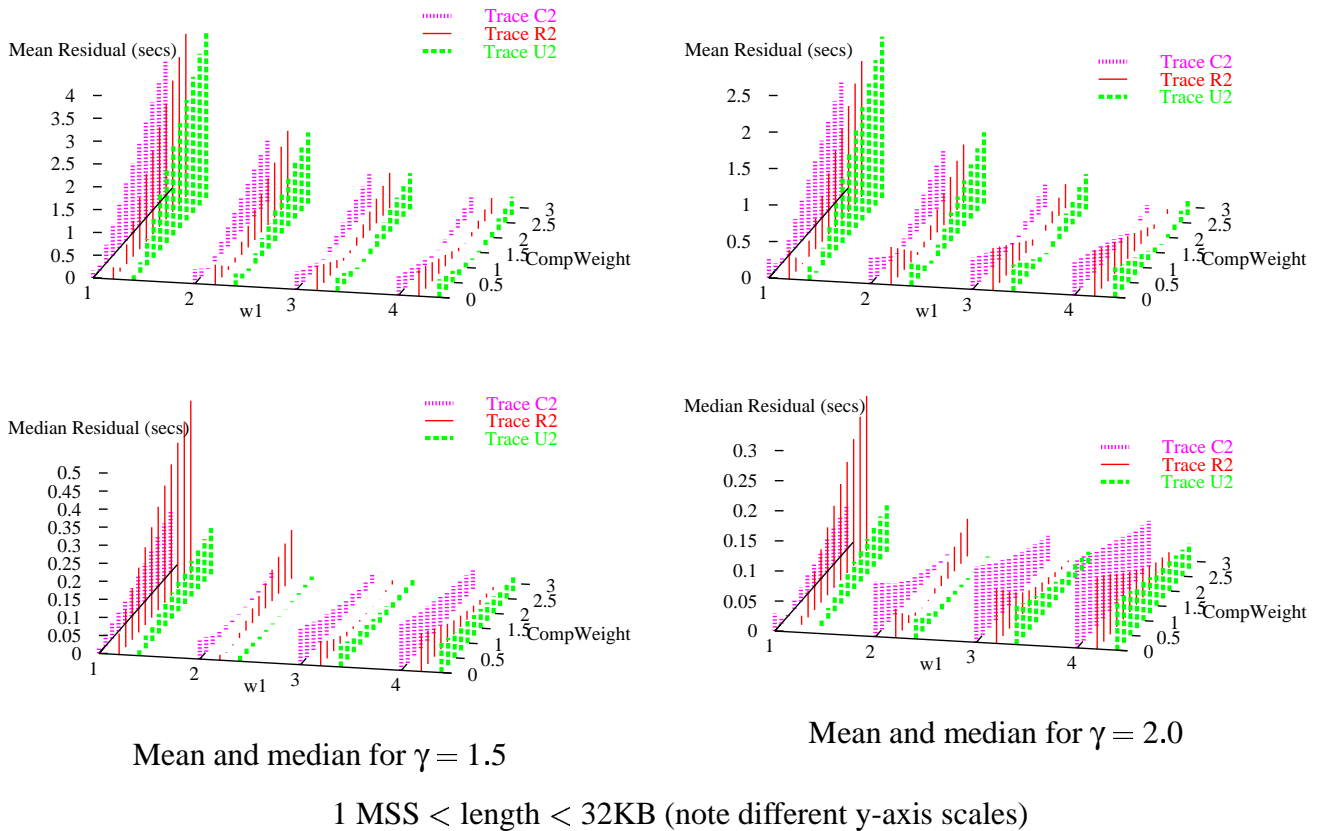 Trace C2
Trace R2
Trace U2
Mean Residual (secs)
4
3.5
3
2.5
2
1.5
1
0.5
0
1
2
3
4
w1
3
2.5
2
1.5
1
0.5
0
CompWeight
Trace C2
Trace R2
Trace U2
Mean Residual (secs)
2.5
2
1.5
1
0.5
0
1
2
3
4
w1
3
2.5
2
1.5
1
0.5
0
CompWeight
Trace C2
Trace R2
Trace U2
Median Residual (secs)
0.5
0.45
0.4
0.35
0.3
0.25
0.2
0.15
0.1
0.05
0
1
2
3
4
w1
3
2.5
2
1.5
1
0.5
0
CompWeight
Trace C2
Trace R2
Trace U2
Median Residual (secs)
0.3
0.25
0.2
0.15
0.1
0.05
0
1
2
3
4
w1
3
2.5
2
1.5
1
0.5
0
CompWeight
Mean and median for γ = 1.5
Mean and median for γ = 2.0
1 MSS < length < 32KB (note different y-axis scales)